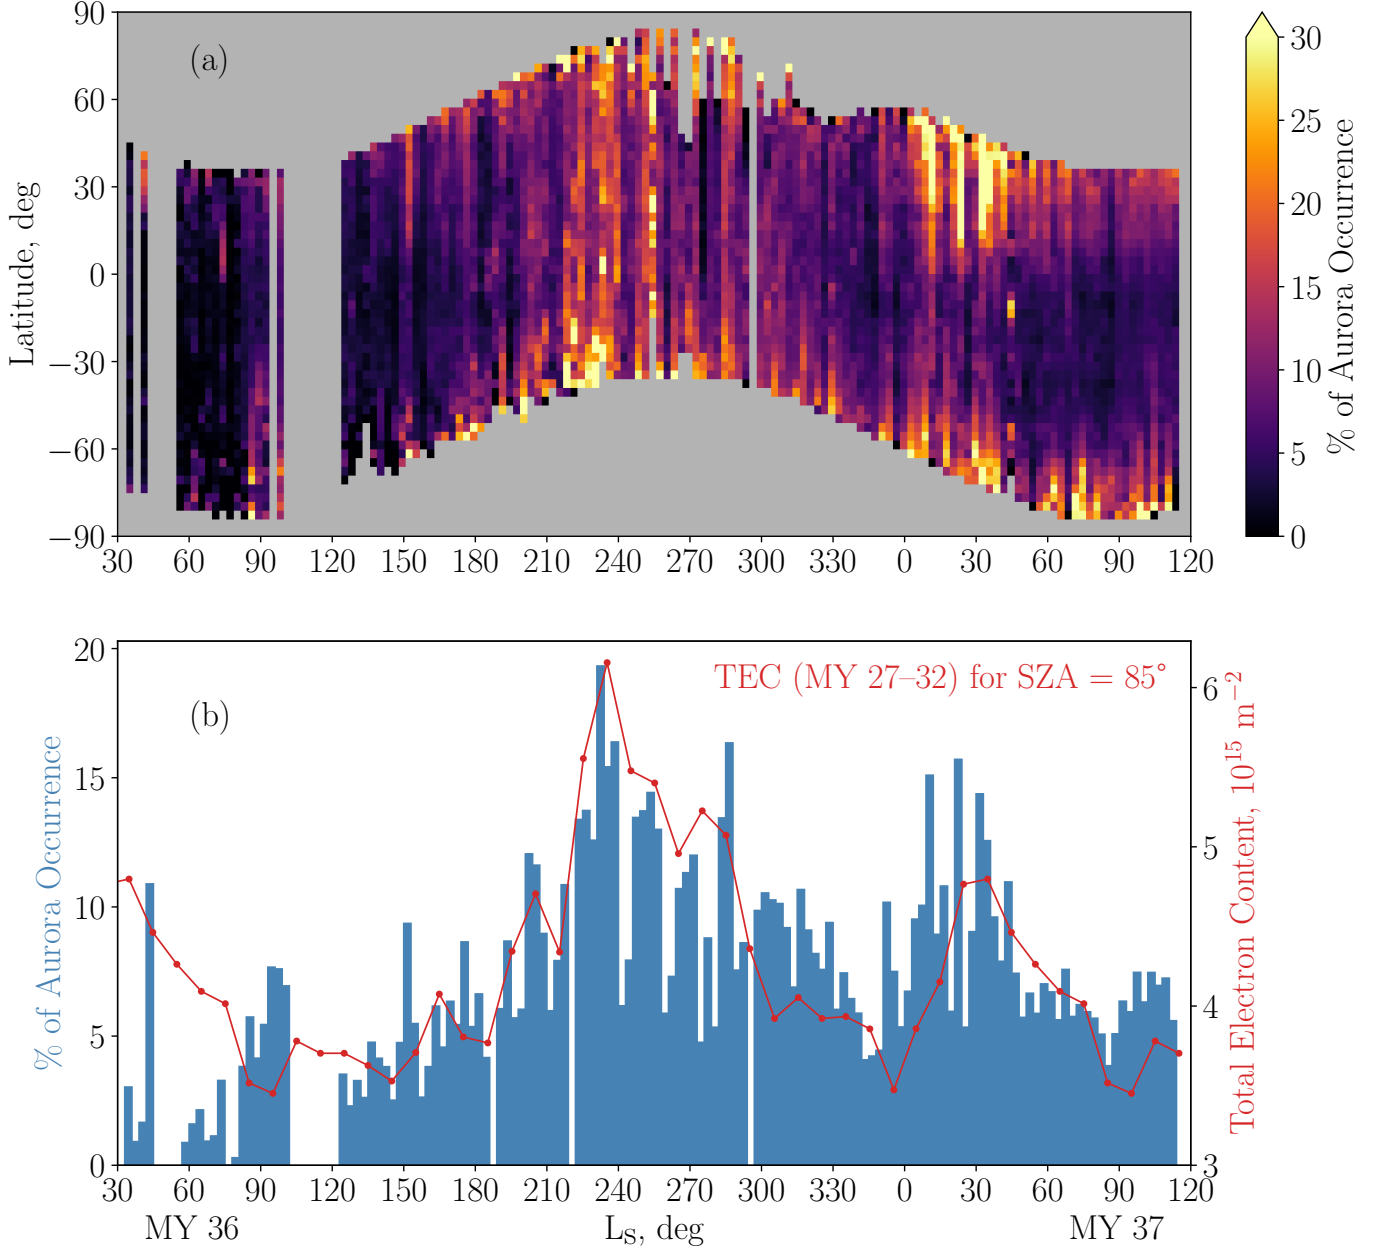 (a)
Latitude, deg
90
60
30
0
−30
−60
−90
30 60 90 120 150 180 210 240 270 300 330 0 30 60 90 120
30
25
20
15
10
5
0
% of Aurora Occurrence
(b)
TEC (MY 27–32) for SZA = 85°
% of Aurora Occurrence
20
15
10
5
0
6
5
4
3
Total Electron Content, 10¹⁵ m⁻²
30 60 90 120 150 180 210 240 270 300 330 0 30 60 90 120
MY 36 Lₛ, deg MY 37